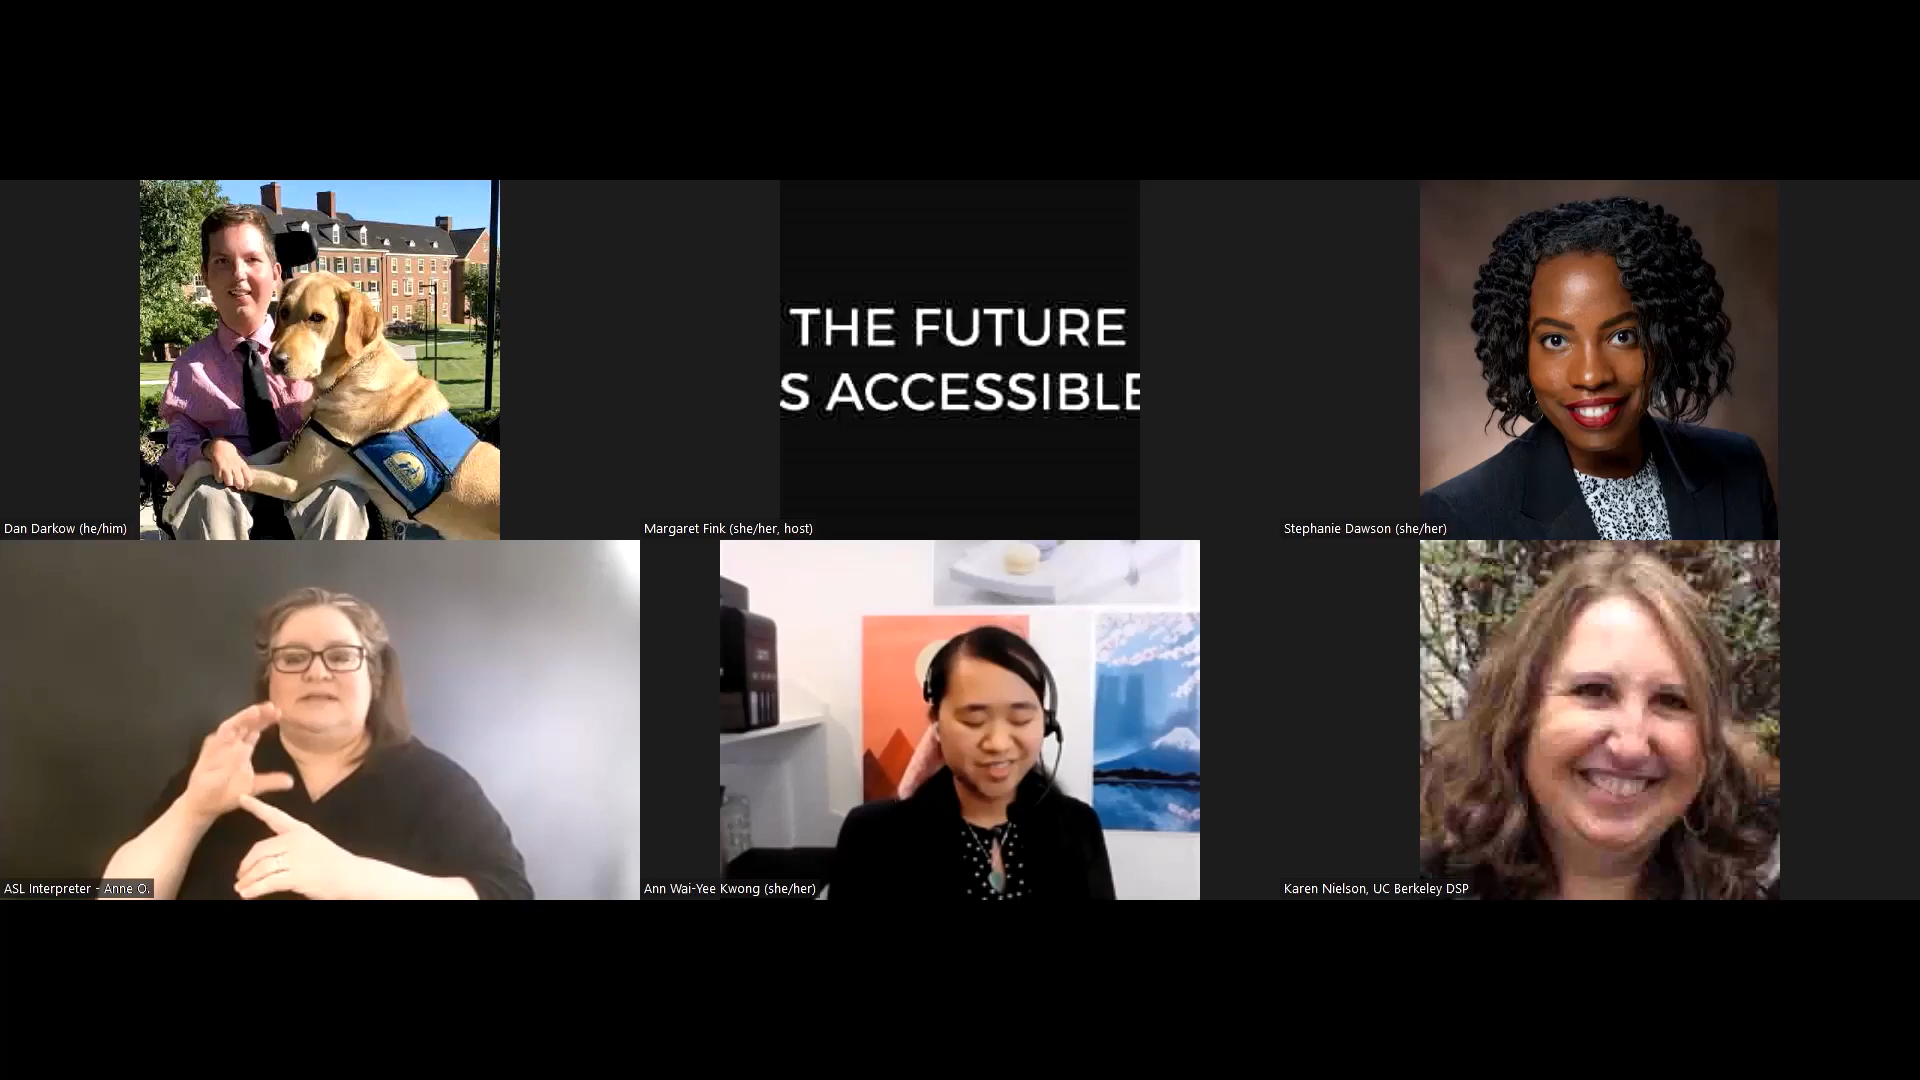 THE FUTURE
S ACCESSIBLE
Dan Darkow (he/him)
Margaret Fink (she/her, host)
Stephanie Dawson (she/her)
ASL Interpreter - Anne O.
Ann Wai-Yee Kwong (she/her)
Karen Nielson, UC Berkeley DSP